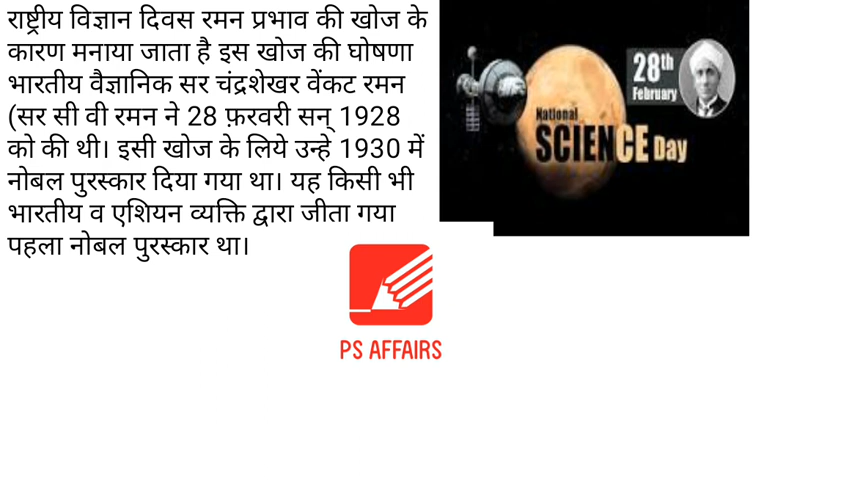 राष्ट्रीय विज्ञान दिवस रमन प्रभाव की खोज के
कारण मनाया जाता है इस खोज की घोषणा
भारतीय वैज्ञानिक सर चंद्रशेखर वेंकट रमन
(सर सी वी रमन ने 28 फ़रवरी सन् 1928
को की थी। इसी खोज के लिये उन्हे 1930 में
नोबल पुरस्कार दिया गया था। यह किसी भी
भारतीय व एशियन व्यक्ति द्वारा जीता गया
पहला नोबल पुरस्कार था।
28th
February
National
SCIENCE Day
PS AFFAIRS